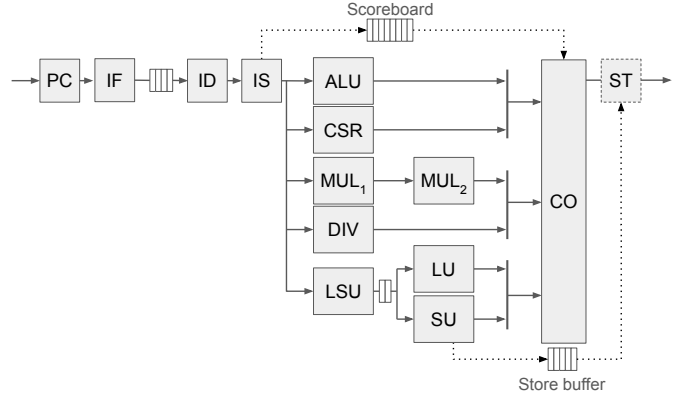 Scoreboard
PC
IF
ID
IS
ALU
ST
CSR
MUL₁
MUL₂
CO
DIV
LU
LSU
SU
Store buffer